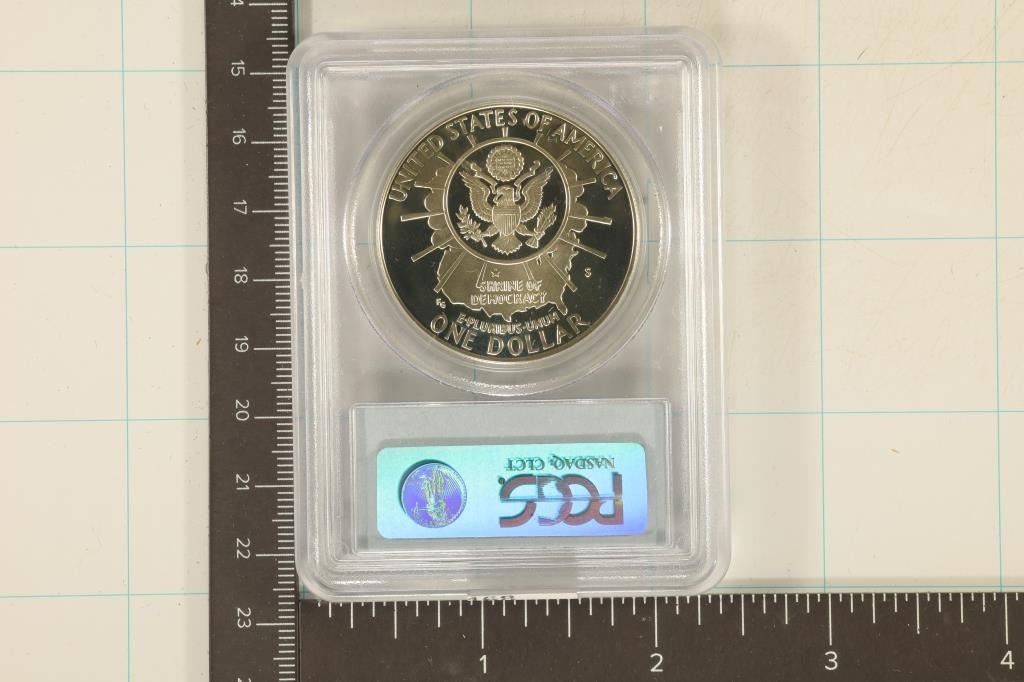 UNITED STATES OF AMERICA
S
SHRINE OF
DEMOCRACY
FG
E·PLURIBUS·UNUM
ONE DOLLAR
NASDAQ, CLCT
PCGS
15
16
17
18
19
20
21
22
23
1
2
3
4